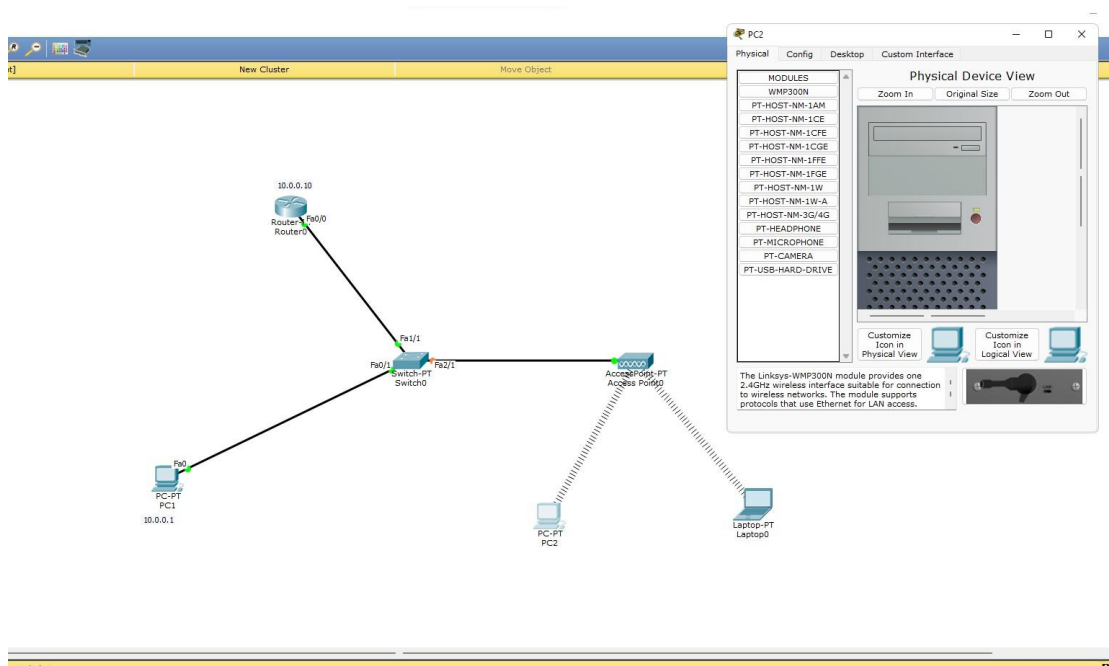 ot]
New Cluster
Move Object
10.0.0.10
Fa0/0
Router0
Fa1/1
Fa0/1
Fa2/1
Switch-PT
Switch0
AccessPoint-PT
Access Point0
Fa0
PC-PT
PC1
10.0.0.1
PC-PT
PC2
Laptop-PT
Laptop0
PC2
Physical Config Desktop Custom Interface
MODULES
WMP300N
PT-HOST-NM-1AM
PT-HOST-NM-1CE
PT-HOST-NM-1CFE
PT-HOST-NM-1CGE
PT-HOST-NM-1FFE
PT-HOST-NM-1FGE
PT-HOST-NM-1W
PT-HOST-NM-1W-A
PT-HOST-NM-3G/4G
PT-HEADPHONE
PT-MICROPHONE
PT-CAMERA
PT-USB-HARD-DRIVE
Physical Device View
Zoom In Original Size Zoom Out
Customize
Icon in
Physical View
Customize
Icon in
Logical View
The Linksys-WMP300N module provides one
2.4GHz wireless interface suitable for connection
to wireless networks. The module supports
protocols that use Ethernet for LAN access.